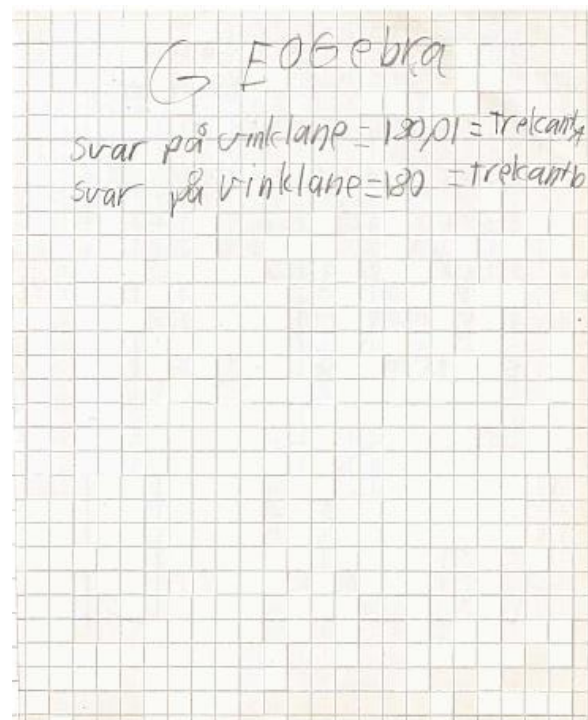 GEOGebra
svar på vinklane = 180,01 = Trekant A
svar på vinklane = 180 = trekant b